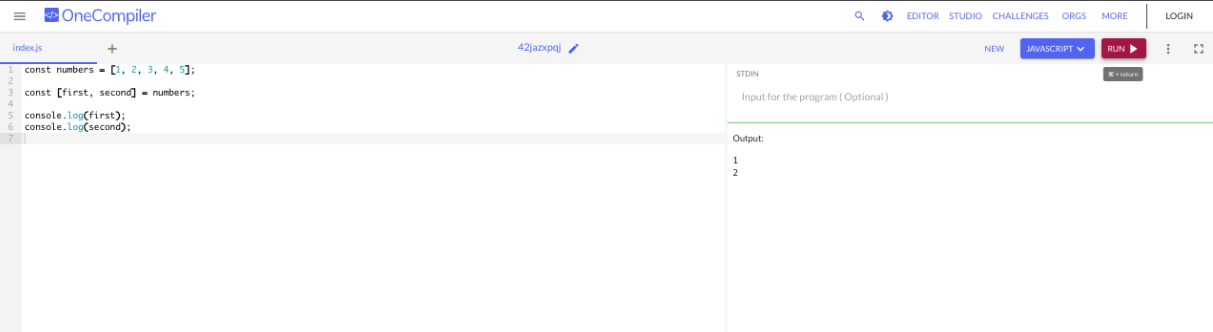 OneCompiler EDITOR STUDIO CHALLENGES ORGS MORE LOGIN
index.js + 42jazxpqj NEW JAVASCRIPT RUN
⌘ + return
1 const numbers = [1, 2, 3, 4, 5];
2
3 const [first, second] = numbers;
4
5 console.log(first);
6 console.log(second);
7
STDIN
Input for the program ( Optional )
Output:
1
2